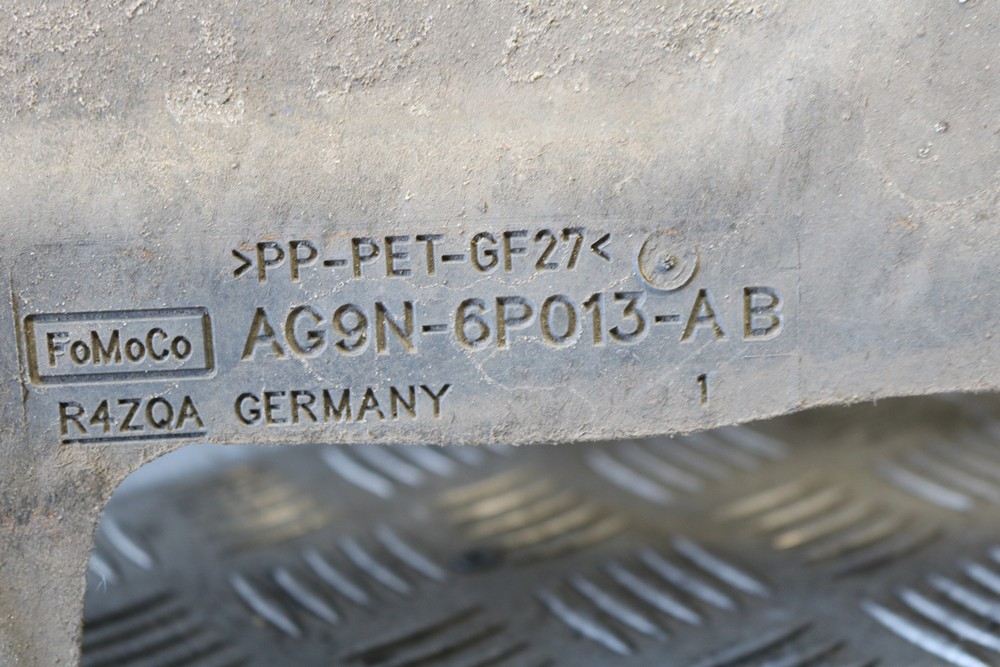 >PP-PET-GF27<
FoMoCo AG9N-6P013-AB
R4ZQA GERMANY 1